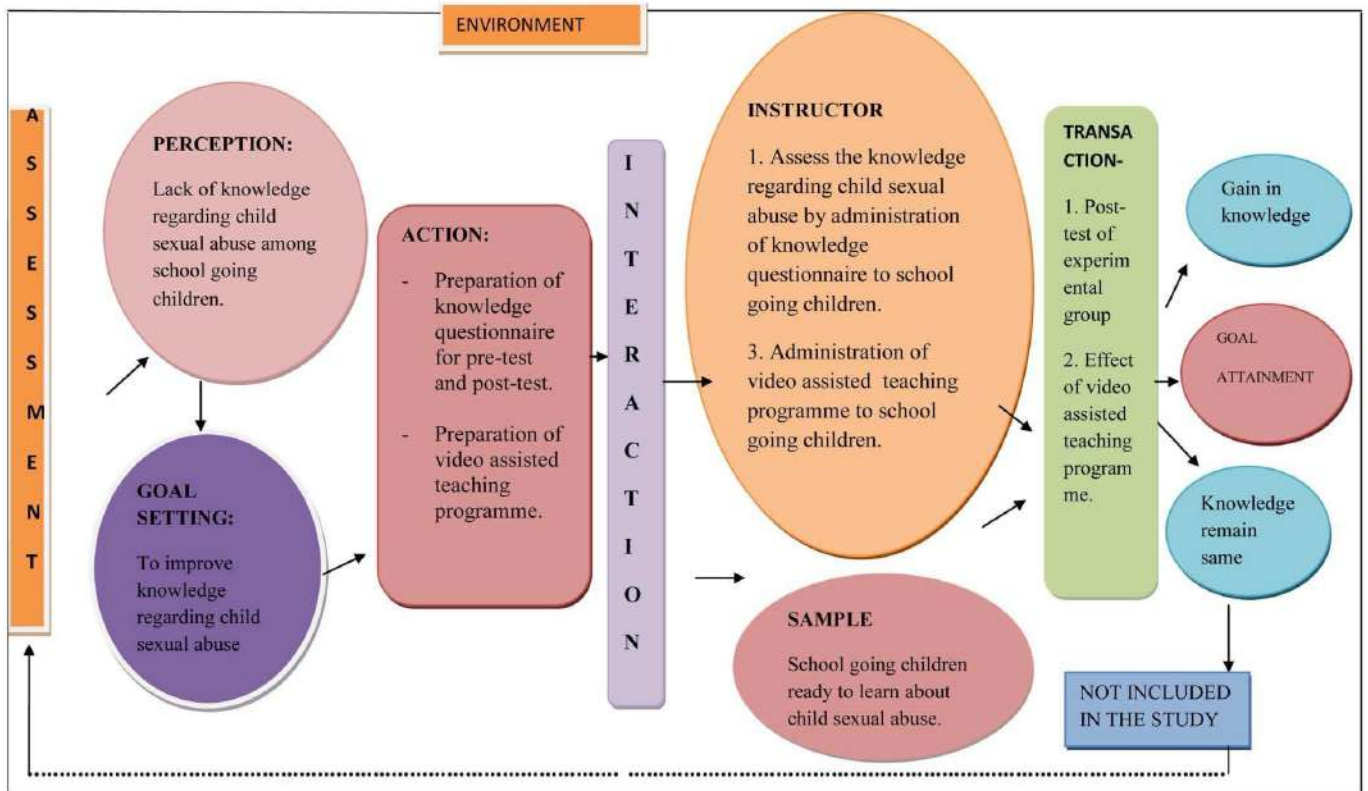 ENVIRONMENT
ASSESSMENT
PERCEPTION:
Lack of knowledge
regarding child
sexual abuse among
school going
children.
GOAL
SETTING:
To improve
knowledge
regarding child
sexual abuse
ACTION:
- Preparation of
knowledge
questionnaire
for pre-test
and post-test.
- Preparation of
video assisted
teaching
programme.
INTERACTION
INSTRUCTOR
1. Assess the knowledge
regarding child sexual
abuse by administration
of knowledge
questionnaire to school
going children.
3. Administration of
video assisted teaching
programme to school
going children.
SAMPLE
School going children
ready to learn about
child sexual abuse.
TRANSA
CTION-
1. Post-
test of
experim
ental
group
2. Effect
of video
assisted
teaching
program
me.
Gain in
knowledge
GOAL
ATTAINMENT
Knowledge
remain
same
NOT INCLUDED
IN THE STUDY